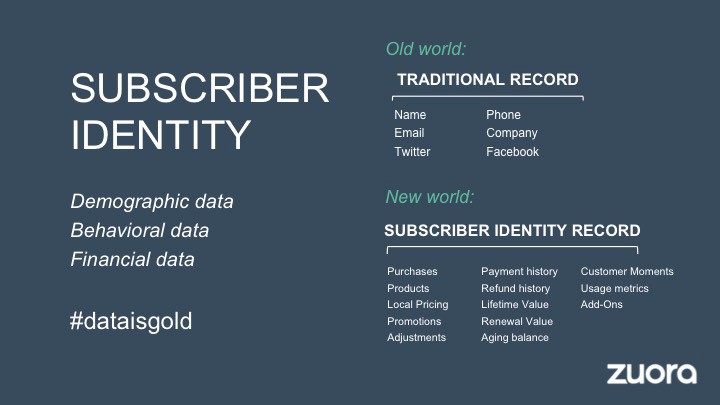 SUBSCRIBER
IDENTITY
Demographic data
Behavioral data
Financial data
#dataisgold
Old world:
TRADITIONAL RECORD
Name Phone
Email Company
Twitter Facebook
New world:
SUBSCRIBER IDENTITY RECORD
Purchases Payment history Customer Moments
Products Refund history Usage metrics
Local Pricing Lifetime Value Add-Ons
Promotions Renewal Value
Adjustments Aging balance
zuora